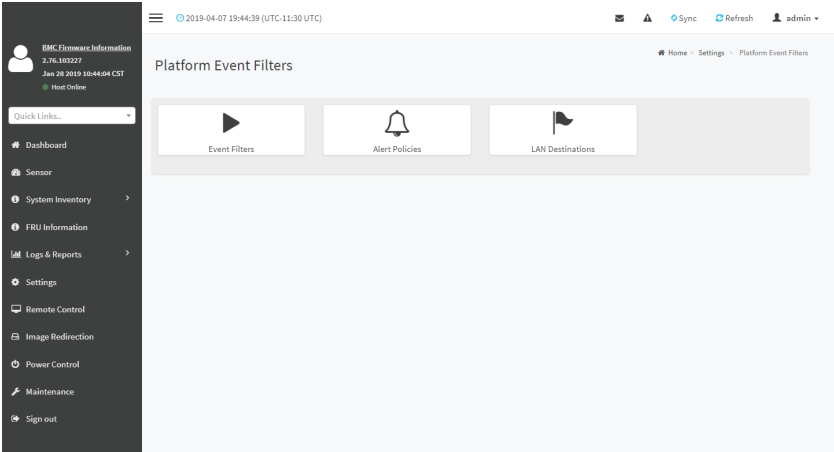 2019-04-07 19:44:39 (UTC-11:30 UTC)
Sync
Refresh
admin
BMC Firmware Information
2.76.103227
Jan 28 2019 10:44:04 CST
Host Online
Quick Links...
Dashboard
Sensor
System Inventory
FRU Information
Logs & Reports
Settings
Remote Control
Image Redirection
Power Control
Maintenance
Sign out
Platform Event Filters
Home > Settings > Platform Event Filters
Event Filters
Alert Policies
LAN Destinations